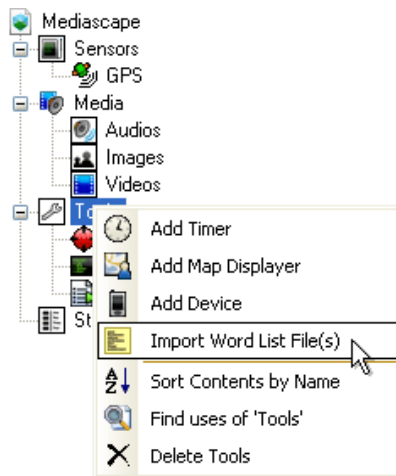 Mediascape
Sensors
GPS
Media
Audios
Images
Videos
Add Timer
Add Map Displayer
Add Device
Import Word List File(s)
Sort Contents by Name
Find uses of 'Tools'
Delete Tools